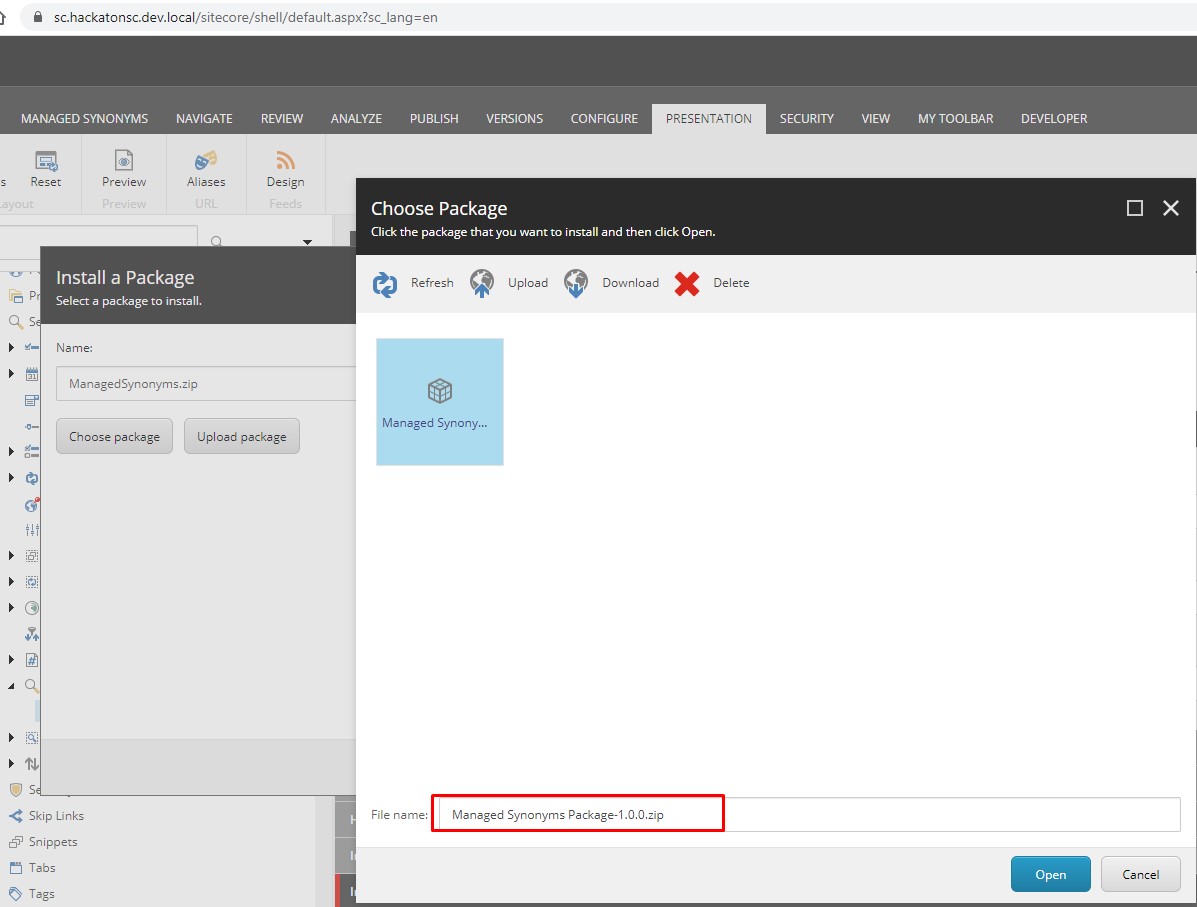 sc.hackatonsc.dev.local/sitecore/shell/default.aspx?sc_lang=en
MANAGED SYNONYMS NAVIGATE REVIEW ANALYZE PUBLISH VERSIONS CONFIGURE PRESENTATION SECURITY VIEW MY TOOLBAR DEVELOPER
Reset Preview Aliases Design
Preview URL Feeds
Choose Package
Click the package that you want to install and then click Open.
Refresh Upload Download Delete
Install a Package
Select a package to install.
Name:
ManagedSynonyms.zip
Choose package Upload package
Managed Synony...
File name: Managed Synonyms Package-1.0.0.zip
Open Cancel
Skip Links
Snippets
Tabs
Tags